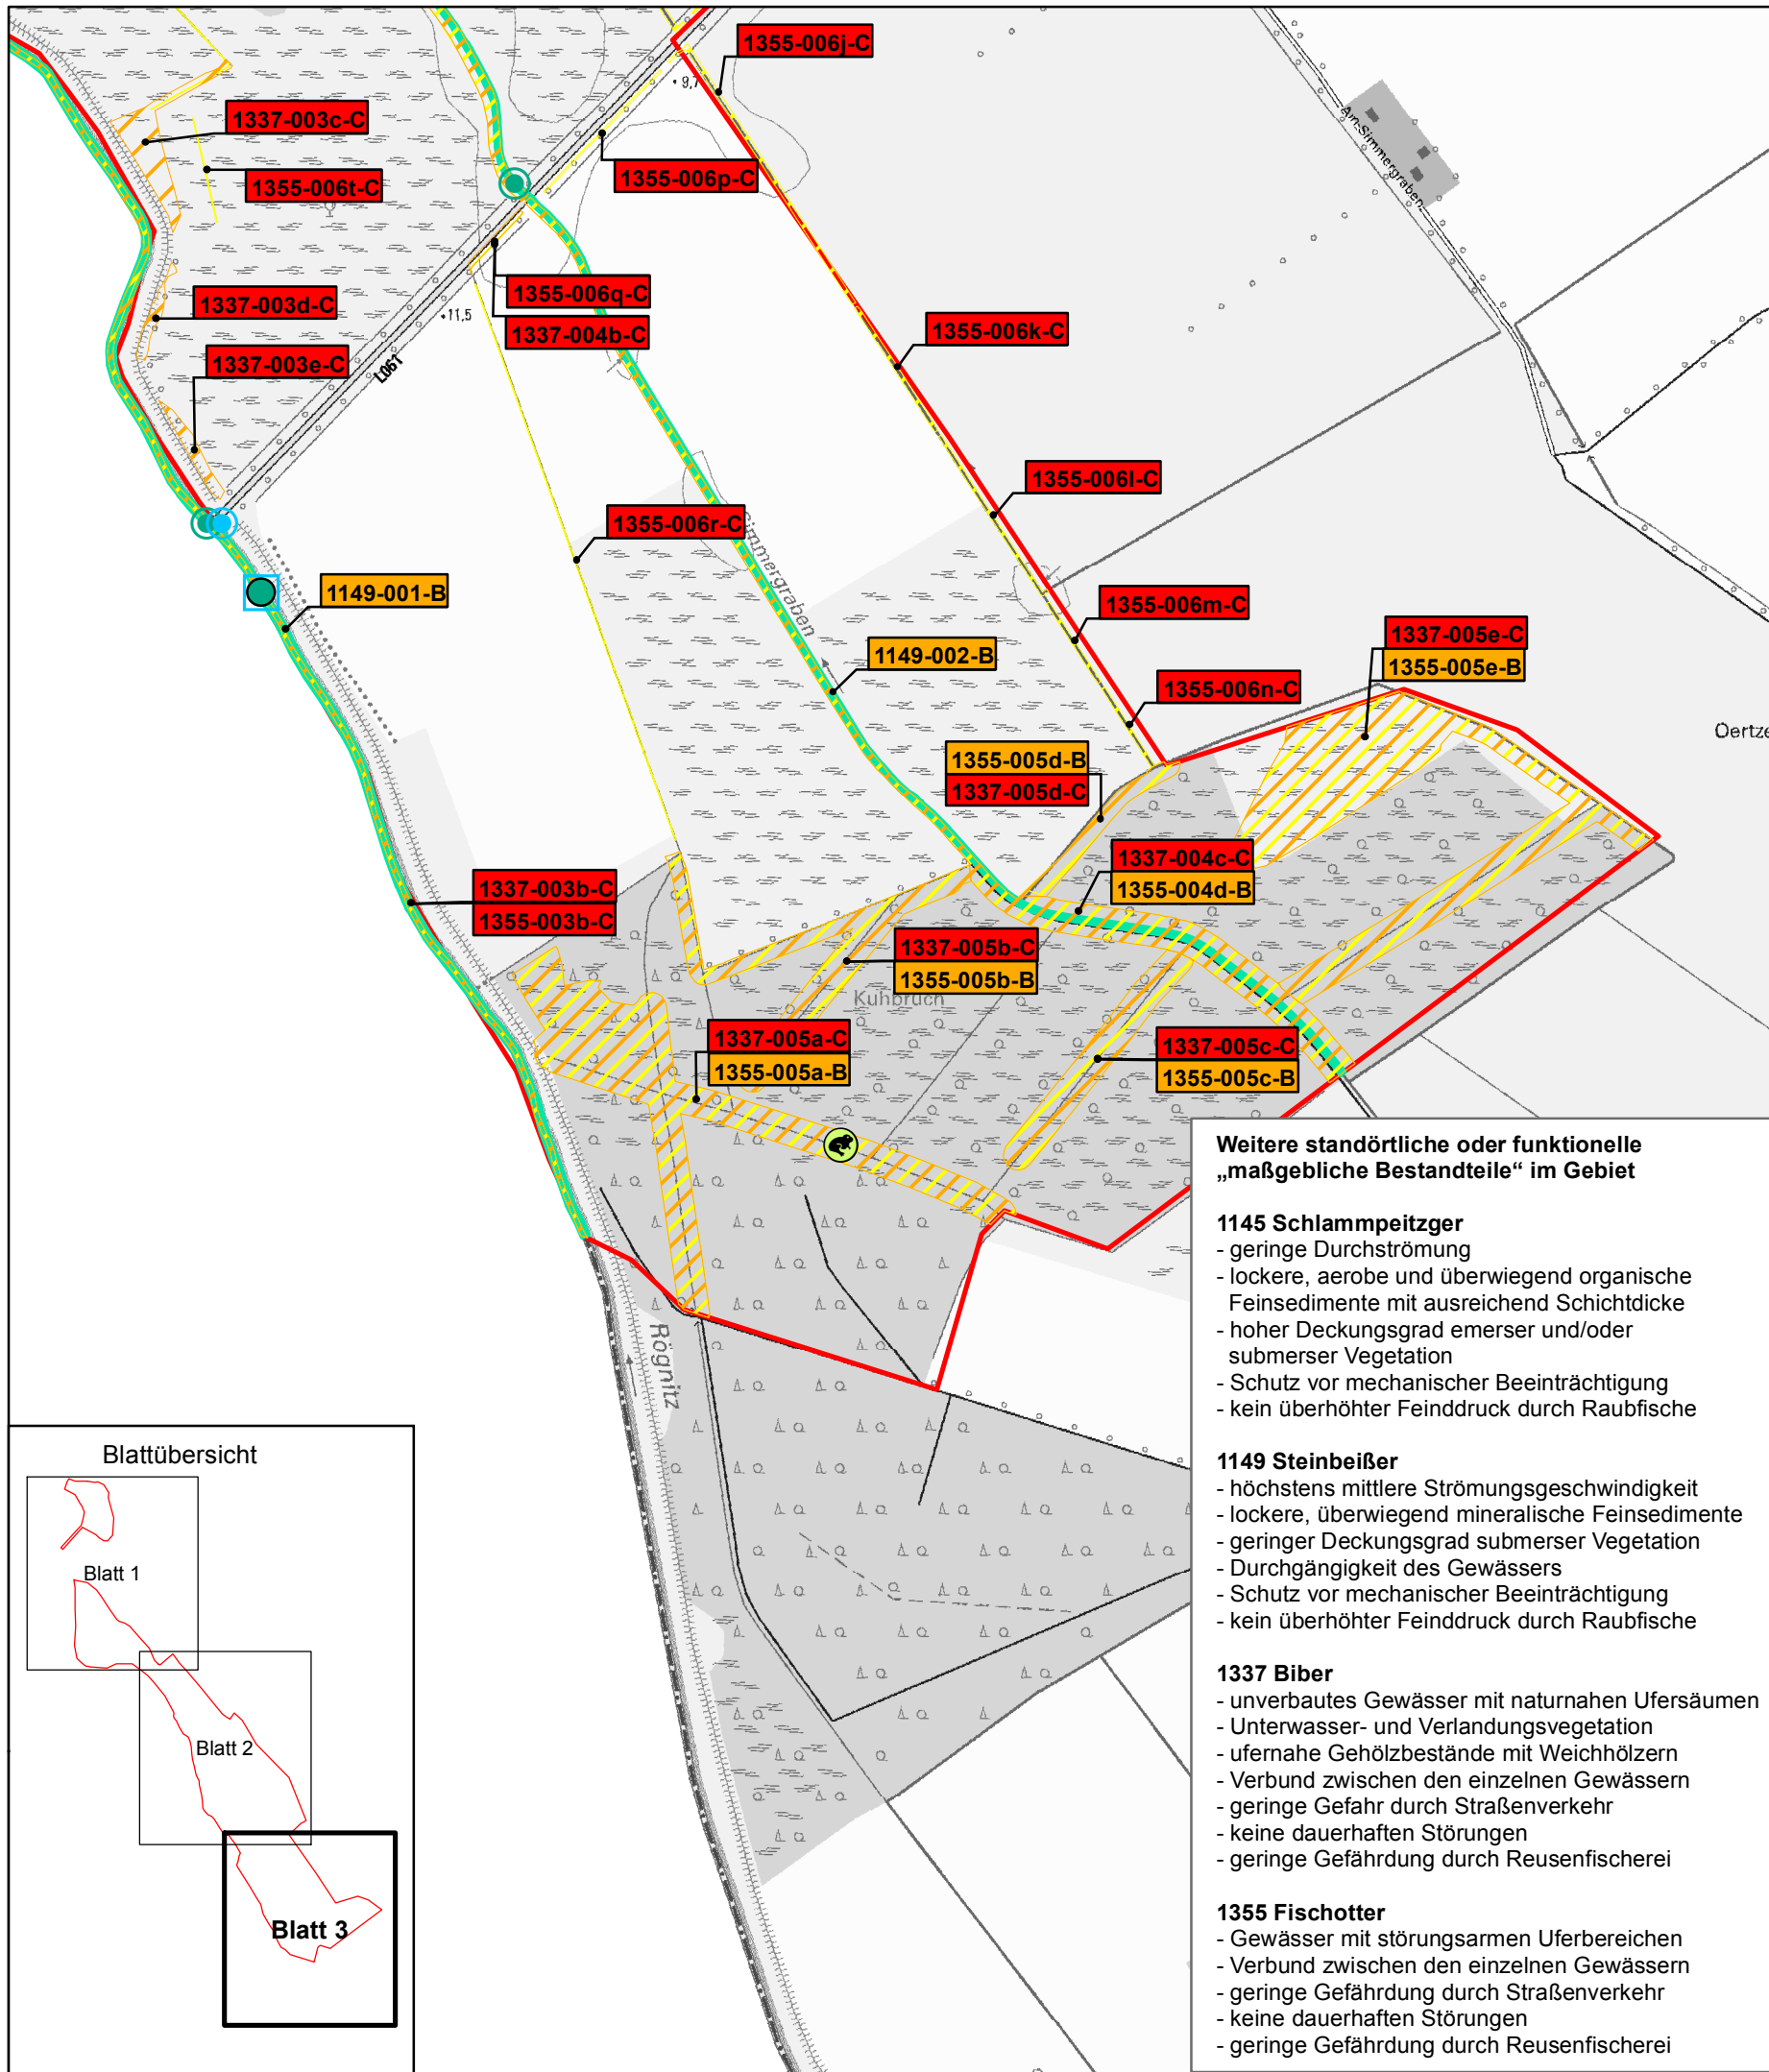 1355-006j-C
9,7
1337-003c-C
1355-006t-C
1355-006p-C
Am Simmergraben
1337-003d-C
11,5
1355-006q-C
1337-004b-C
1337-003e-C
L061
1355-006k-C
1355-006l-C
1355-006r-C
Simmergraben
1149-001-B
1355-006m-C
1149-002-B
1337-005e-C
1355-005e-B
1355-006n-C
Oertze
1355-005d-B
1337-005d-C
1337-004c-C
1355-004d-B
1337-003b-C
1355-003b-C
1337-005b-C
1355-005b-B
Kuhbruch
1337-005a-C
1355-005a-B
1337-005c-C
1355-005c-B
Rögnitz
Weitere standörtliche oder funktionelle
„maßgebliche Bestandteile“ im Gebiet
1145 Schlammpeitzger
- geringe Durchströmung
- lockere, aerobe und überwiegend organische
Feinsedimente mit ausreichend Schichtdicke
- hoher Deckungsgrad emerser und/oder
submerser Vegetation
- Schutz vor mechanischer Beeinträchtigung
- kein überhöhter Feinddruck durch Raubfische
1149 Steinbeißer
- höchstens mittlere Strömungsgeschwindigkeit
- lockere, überwiegend mineralische Feinsedimente
- geringer Deckungsgrad submerser Vegetation
- Durchgängigkeit des Gewässers
- Schutz vor mechanischer Beeinträchtigung
- kein überhöhter Feinddruck durch Raubfische
1337 Biber
- unverbautes Gewässer mit naturnahen Ufersäumen
- Unterwasser- und Verlandungsvegetation
- ufernahe Gehölzbestände mit Weichhölzern
- Verbund zwischen den einzelnen Gewässern
- geringe Gefahr durch Straßenverkehr
- keine dauerhaften Störungen
- geringe Gefährdung durch Reusenfischerei
1355 Fischotter
- Gewässer mit störungsarmen Uferbereichen
- Verbund zwischen den einzelnen Gewässern
- geringe Gefährdung durch Straßenverkehr
- keine dauerhaften Störungen
- geringe Gefährdung durch Reusenfischerei
Blattübersicht
Blatt 1
Blatt 2
Blatt 3